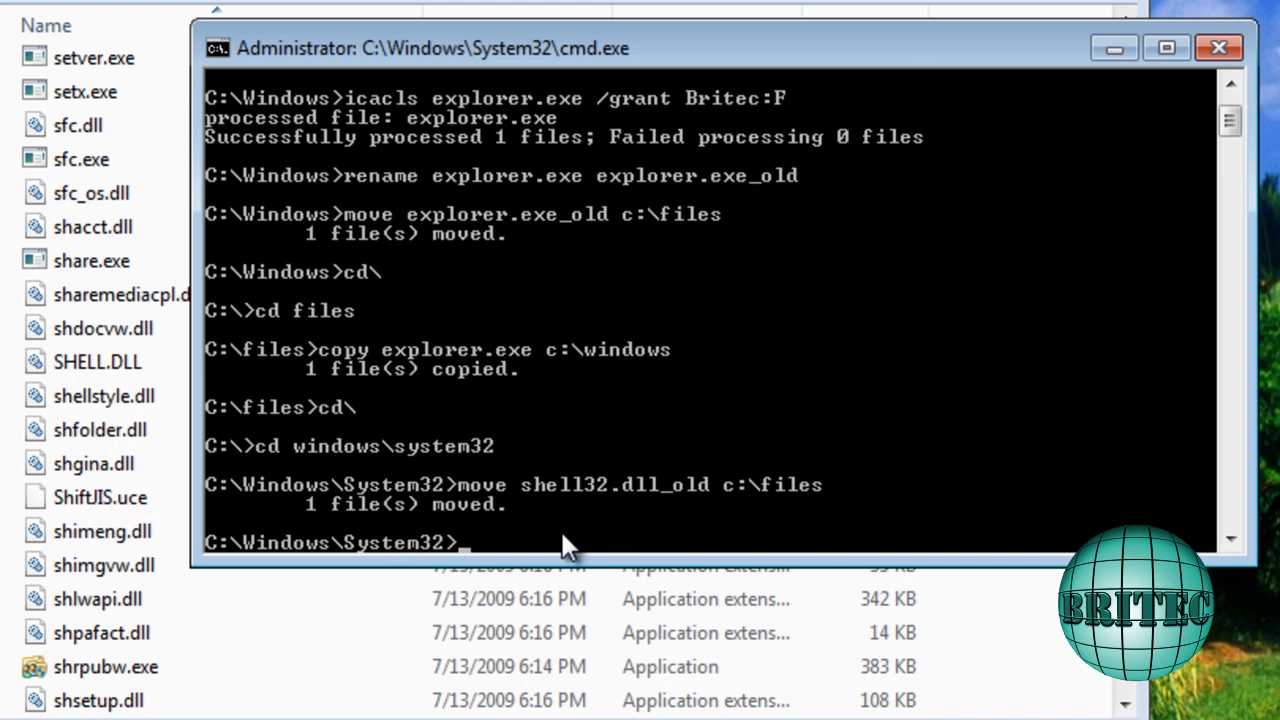 Name
setver.exe
setx.exe
sfc.dll
sfc.exe
sfc_os.dll
shacct.dll
share.exe
sharemediacpl.d
shdocvw.dll
SHELL.DLL
shellstyle.dll
shfolder.dll
shgina.dll
ShiftJIS.uce
shimeng.dll
shimgvw.dll
shlwapi.dll 7/13/2009 6:16 PM Application extens... 342 KB
shpafact.dll 7/13/2009 6:16 PM Application extens... 14 KB
shrpubw.exe 7/13/2009 6:14 PM Application 383 KB
shsetup.dll 7/13/2009 6:16 PM Application extens... 108 KB
Administrator: C:\Windows\System32\cmd.exe
C:\Windows>icacls explorer.exe /grant Britec:F
processed file: explorer.exe
Successfully processed 1 files; Failed processing 0 files
C:\Windows>rename explorer.exe explorer.exe_old
C:\Windows>move explorer.exe_old c:\files
1 file(s) moved.
C:\Windows>cd\
C:\>cd files
C:\files>copy explorer.exe c:\windows
1 file(s) copied.
C:\files>cd\
C:\>cd windows\system32
C:\Windows\System32>move shell32.dll_old c:\files
1 file(s) moved.
C:\Windows\System32>_
BRITEC